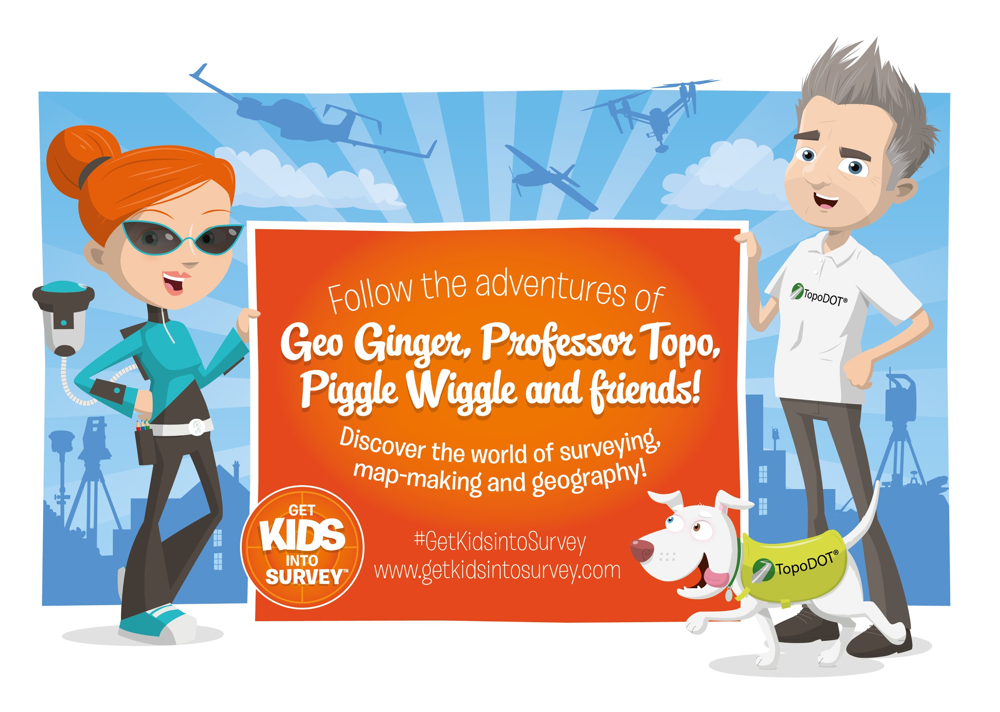 Follow the adventures of
Geo Ginger, Professor Topo,
Piggle Wiggle and friends!
Discover the world of surveying,
map-making and geography!
#GetKidsintoSurvey
www.getkidsintosurvey.com
GET
KIDS
INTO
SURVEY™
TopoDOT®
TopoDOT®